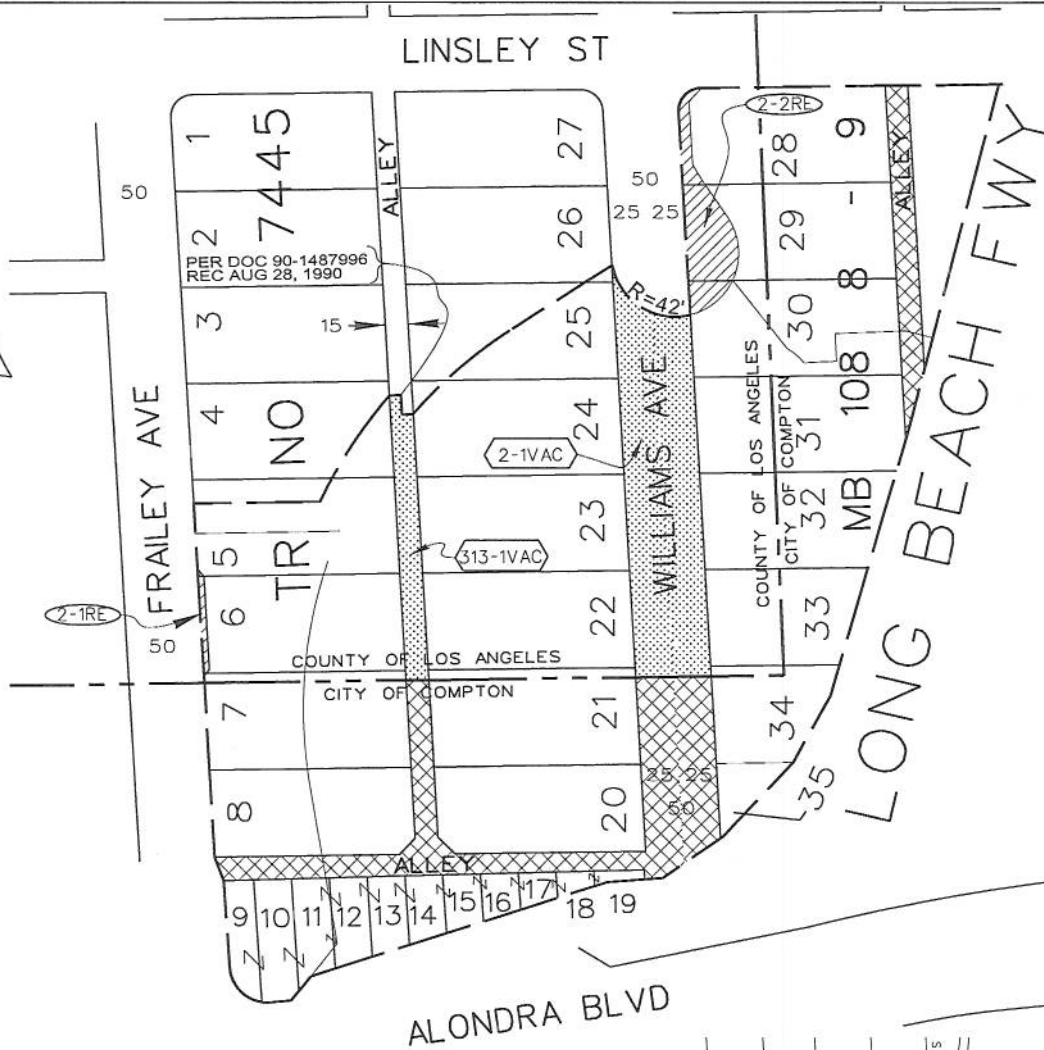 LINSLEY ST
1
7445
ALLEY
27
2-2RE
28
9
ALLEY
50
50
25 25
2
26
29
-
PER DOC 90-1487996
REC AUG 28, 1990
3
15
25
R=42'
30
8
FRAILEY AVE
4
TR NO
24
2-1VAC
WILLIAMS AVE
COUNTY OF LOS ANGELES
CITY OF COMPTON
31
MB 108 - 8 - 9
LONG BEACH FWY
5
23
32
313-1VAC
2-1RE
6
22
33
50
COUNTY OF LOS ANGELES
CITY OF COMPTON
7
21
34
25 25
50
35
8
20
ALLEY
9
10
11
12
13
14
15
16
17
18
19
ALONDRA BLVD